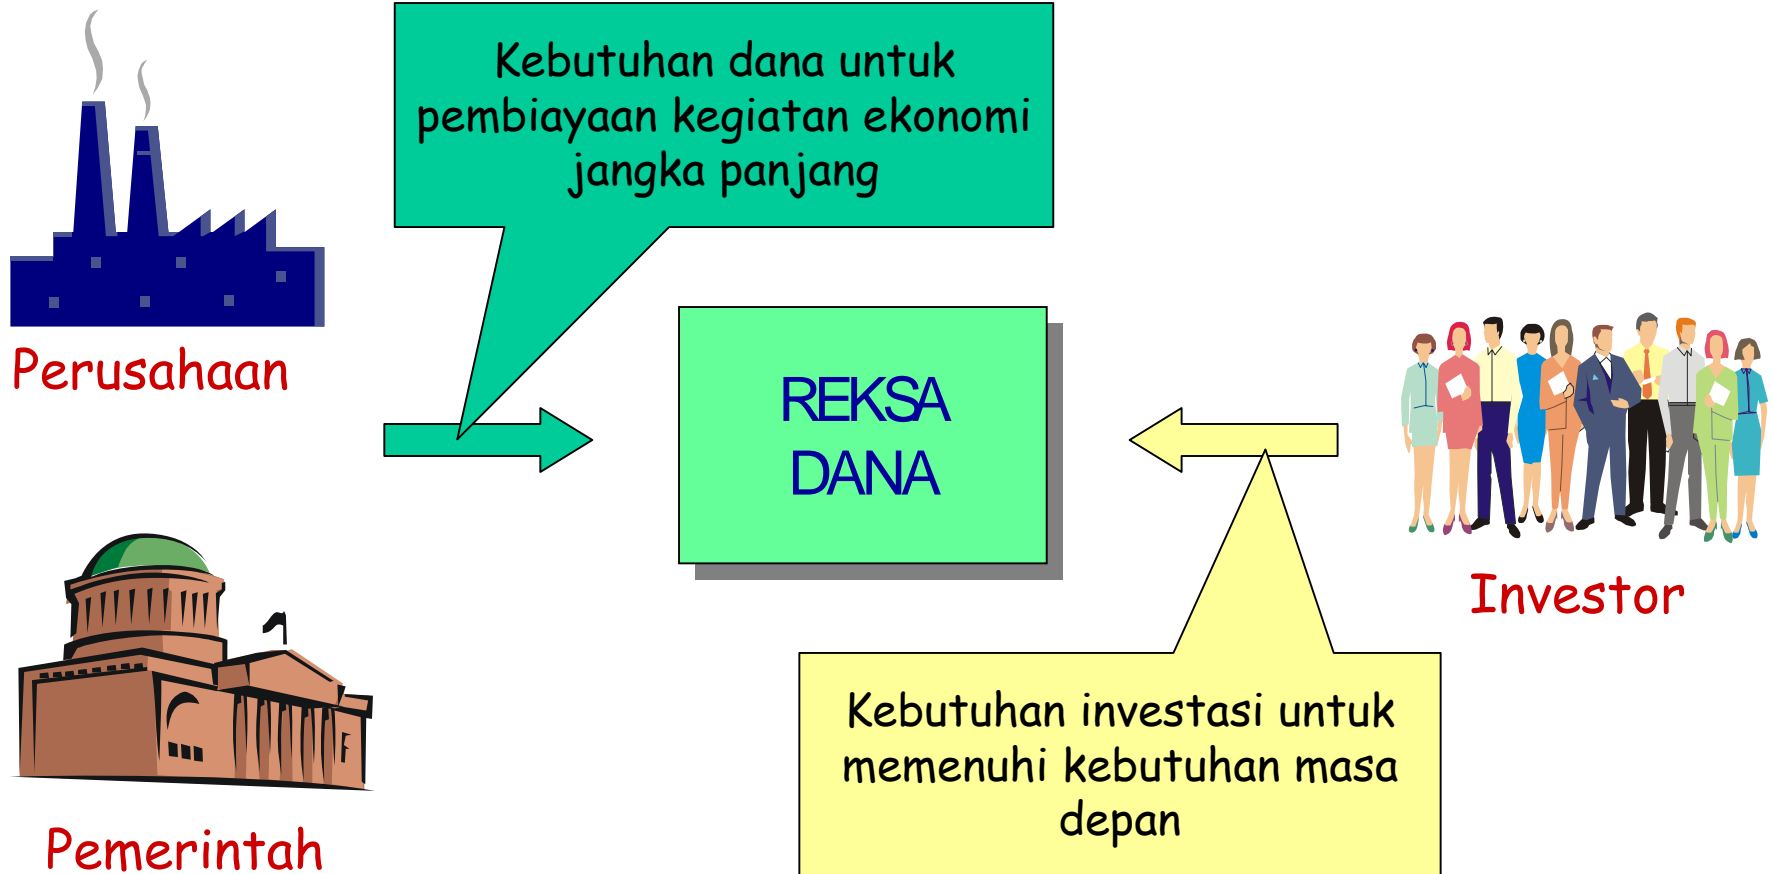 Kebutuhan dana untuk
pembiayaan kegiatan ekonomi
jangka panjang
Perusahaan
REKSA
DANA
Investor
Kebutuhan investasi untuk
memenuhi kebutuhan masa
depan
Pemerintah